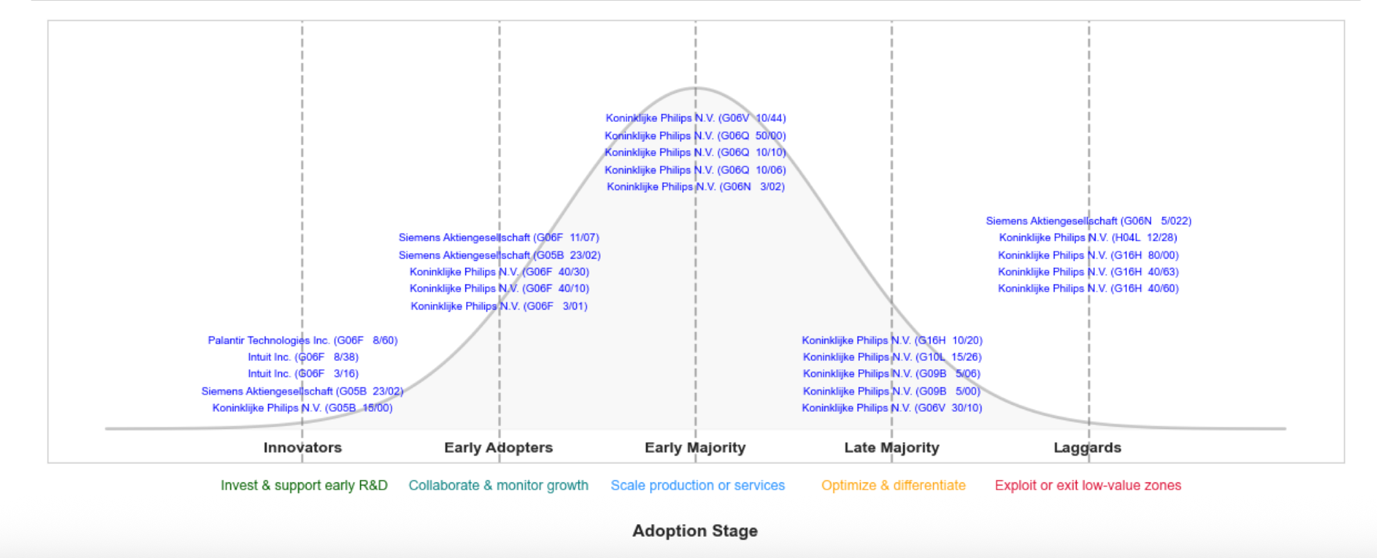 Koninklijke Philips N.V. (G06V 10/44)
Koninklijke Philips N.V. (G06Q 50/00)
Koninklijke Philips N.V. (G06Q 10/10)
Koninklijke Philips N.V. (G06Q 10/06)
Koninklijke Philips N.V. (G06N 3/02)
Siemens Aktiengesellschaft (G06F 11/07)
Siemens Aktiengesellschaft (G05B 23/02)
Koninklijke Philips N.V. (G06F 40/30)
Koninklijke Philips N.V. (G06F 40/10)
Koninklijke Philips N.V. (G06F 3/01)
Siemens Aktiengesellschaft (G06N 5/022)
Koninklijke Philips N.V. (H04L 12/28)
Koninklijke Philips N.V. (G16H 80/00)
Koninklijke Philips N.V. (G16H 40/63)
Koninklijke Philips N.V. (G16H 40/60)
Palantir Technologies Inc. (G06F 8/60)
Intuit Inc. (G06F 8/38)
Intuit Inc. (G06F 3/16)
Siemens Aktiengesellschaft (G05B 23/02)
Koninklijke Philips N.V. (G05B 15/00)
Koninklijke Philips N.V. (G16H 10/20)
Koninklijke Philips N.V. (G10L 15/26)
Koninklijke Philips N.V. (G09B 5/06)
Koninklijke Philips N.V. (G09B 5/00)
Koninklijke Philips N.V. (G06V 30/10)
Innovators
Early Adopters
Early Majority
Late Majority
Laggards
Invest & support early R&D
Collaborate & monitor growth
Scale production or services
Optimize & differentiate
Exploit or exit low-value zones
Adoption Stage